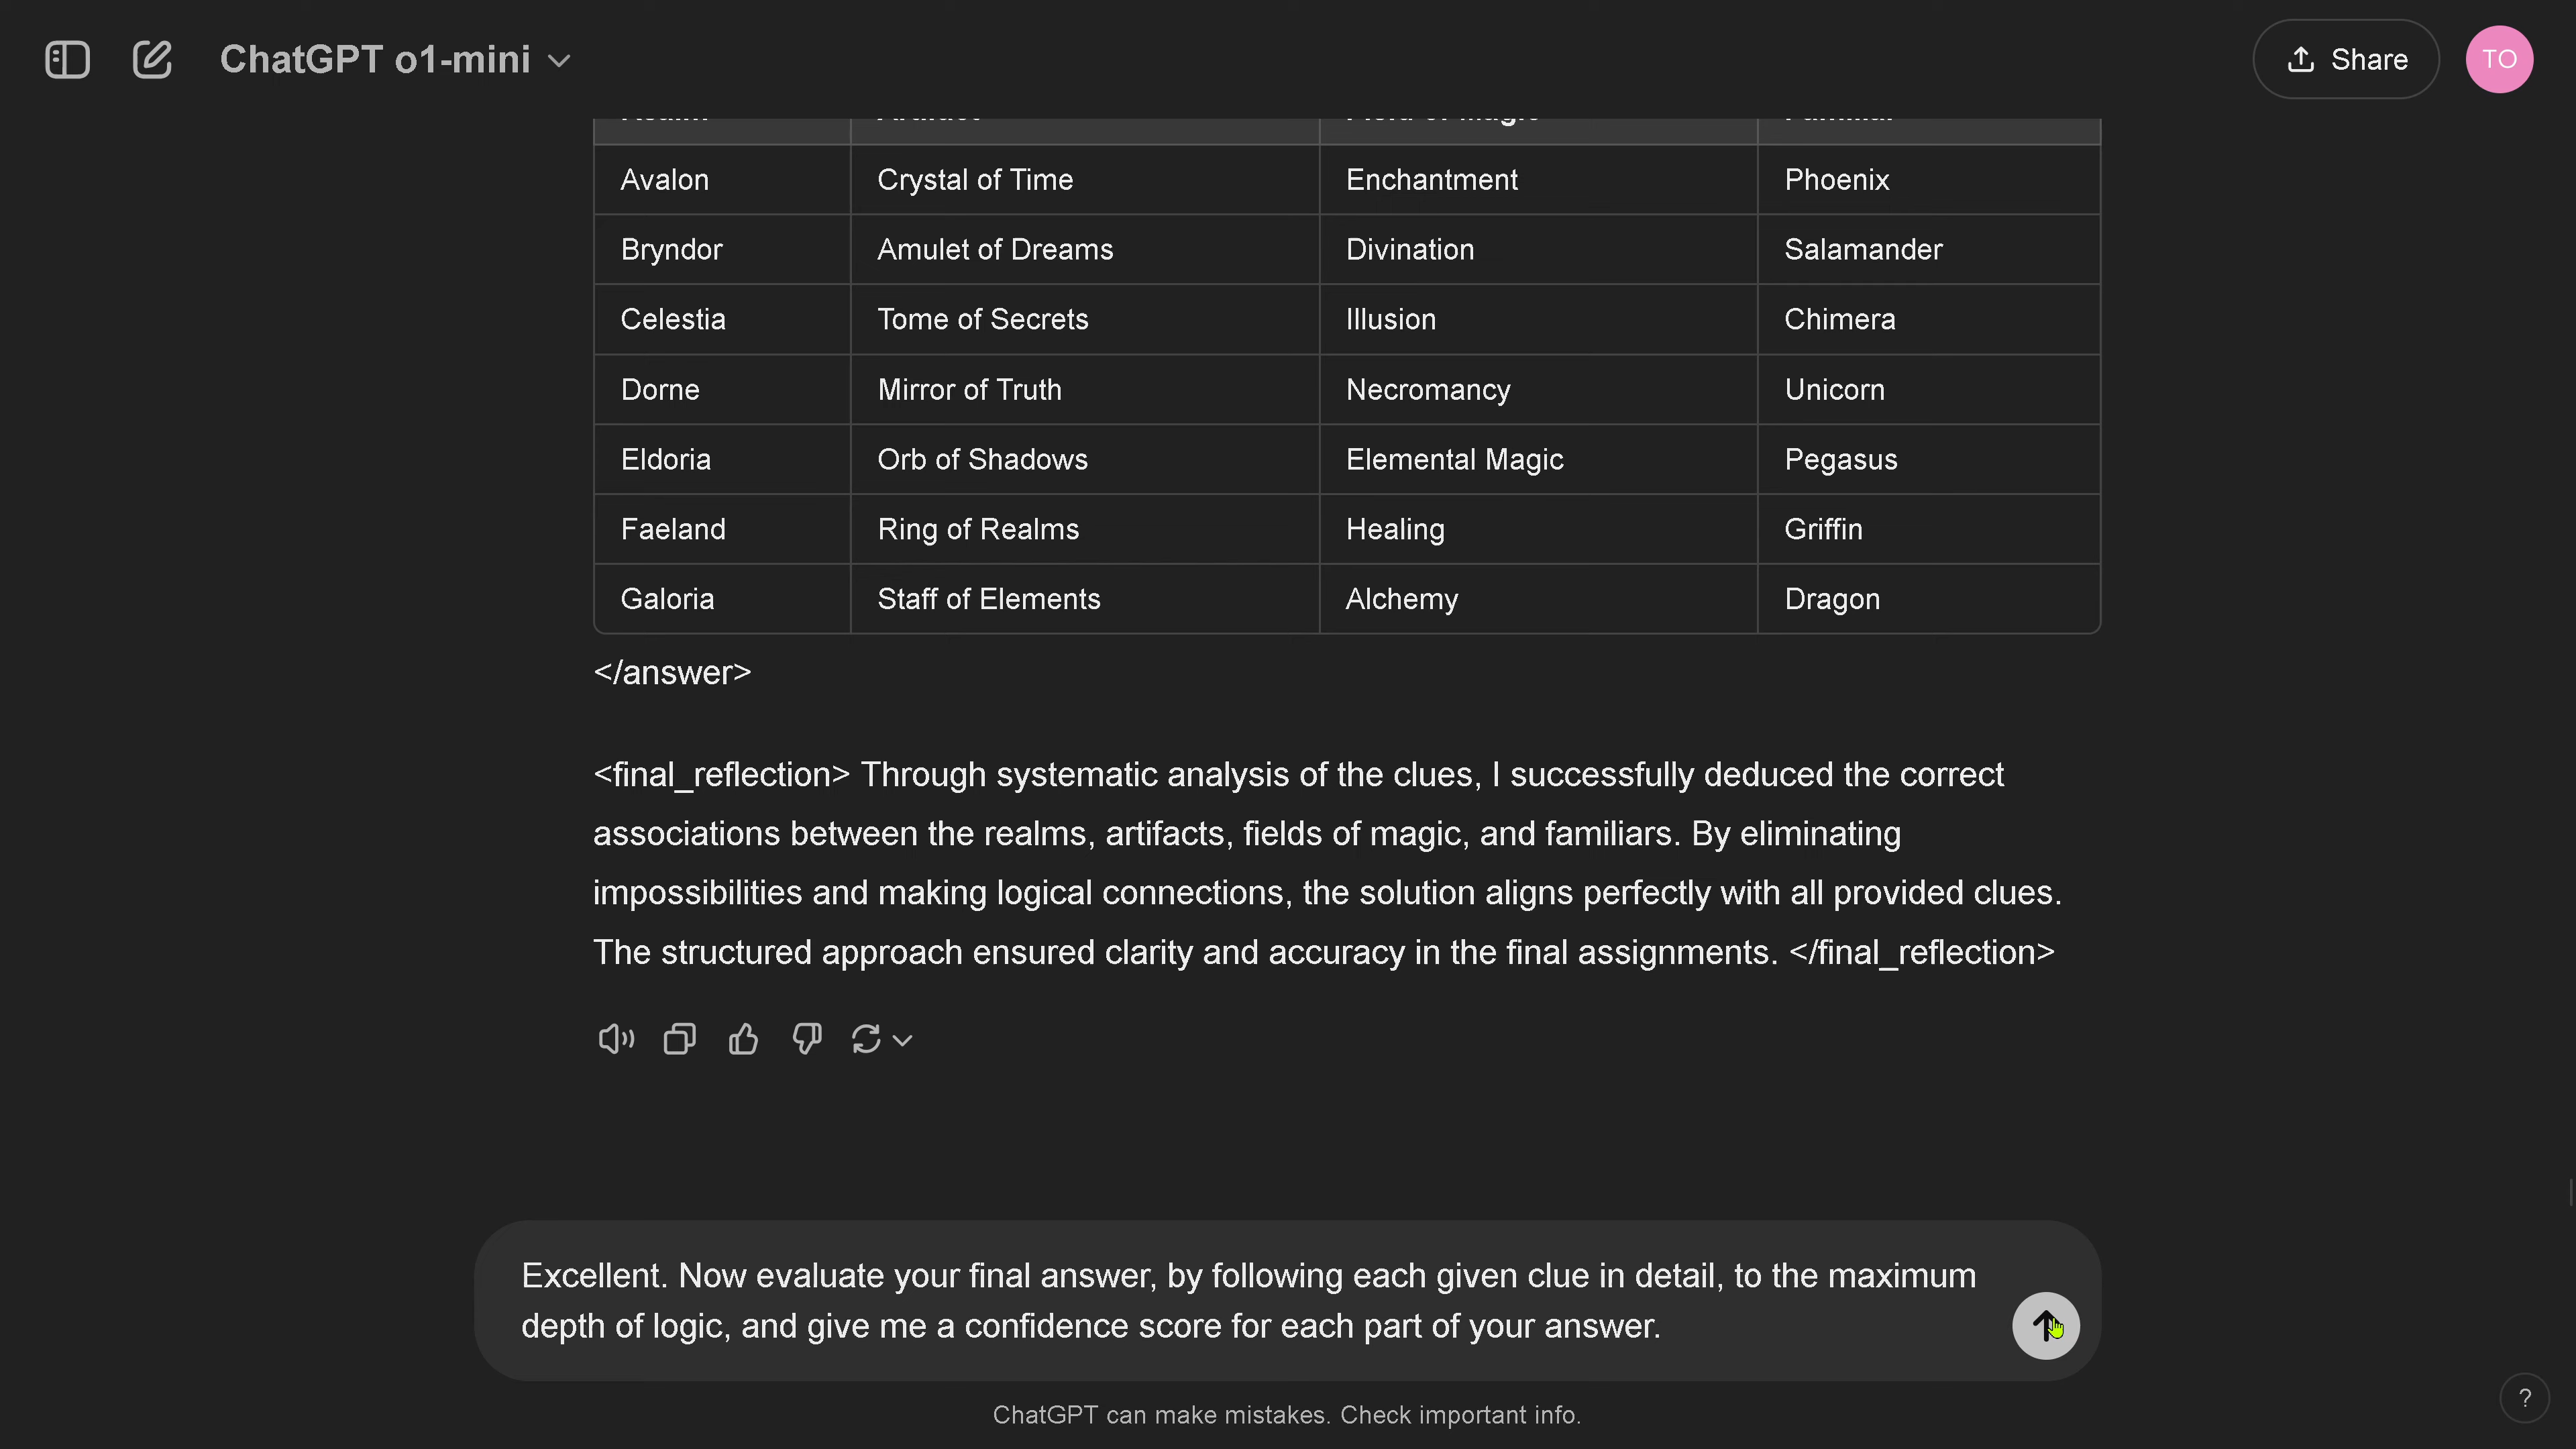 ChatGPT o1-mini
Share
TO
Realm Artifact Field of Magic Familiar
Avalon Crystal of Time Enchantment Phoenix
Bryndor Amulet of Dreams Divination Salamander
Celestia Tome of Secrets Illusion Chimera
Dorne Mirror of Truth Necromancy Unicorn
Eldoria Orb of Shadows Elemental Magic Pegasus
Faeland Ring of Realms Healing Griffin
Galoria Staff of Elements Alchemy Dragon
</answer>
<final_reflection> Through systematic analysis of the clues, I successfully deduced the correct
associations between the realms, artifacts, fields of magic, and familiars. By eliminating
impossibilities and making logical connections, the solution aligns perfectly with all provided clues.
The structured approach ensured clarity and accuracy in the final assignments. </final_reflection>
Excellent. Now evaluate your final answer, by following each given clue in detail, to the maximum
depth of logic, and give me a confidence score for each part of your answer.
ChatGPT can make mistakes. Check important info.
?